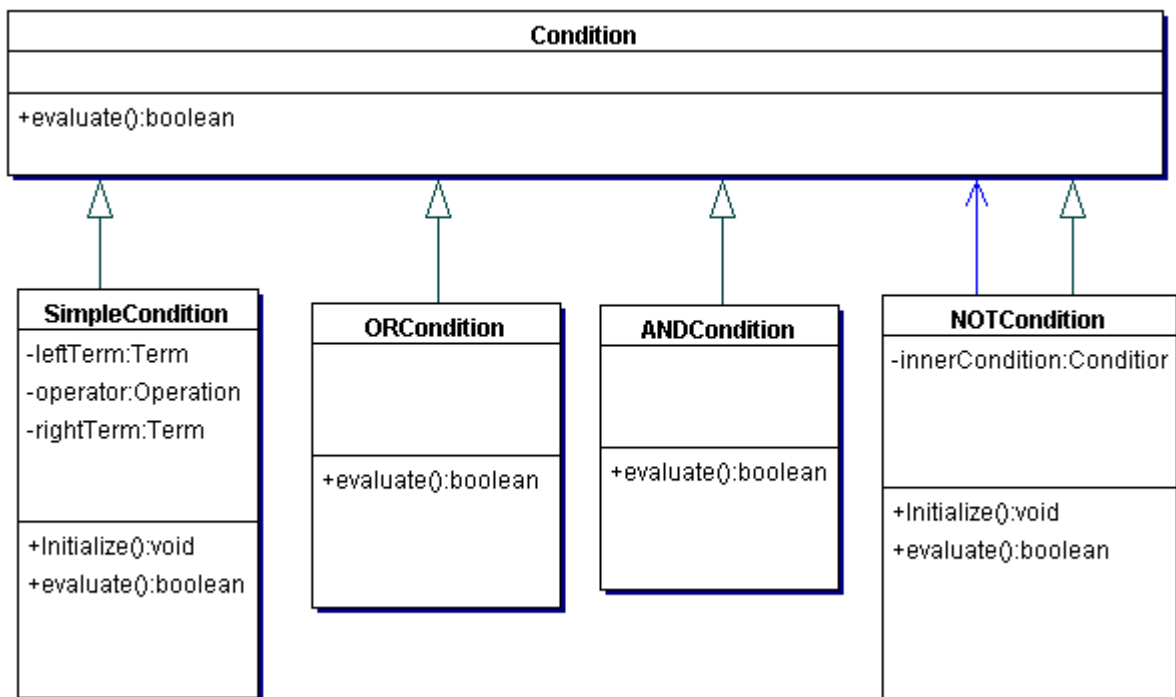 Condition
+evaluate():boolean
SimpleCondition
-leftTerm:Term
-operator:Operation
-rightTerm:Term
+Initialize():void
+evaluate():boolean
ORCondition
+evaluate():boolean
ANDCondition
+evaluate():boolean
NOTCondition
-innerCondition:Condition
+Initialize():void
+evaluate():boolean